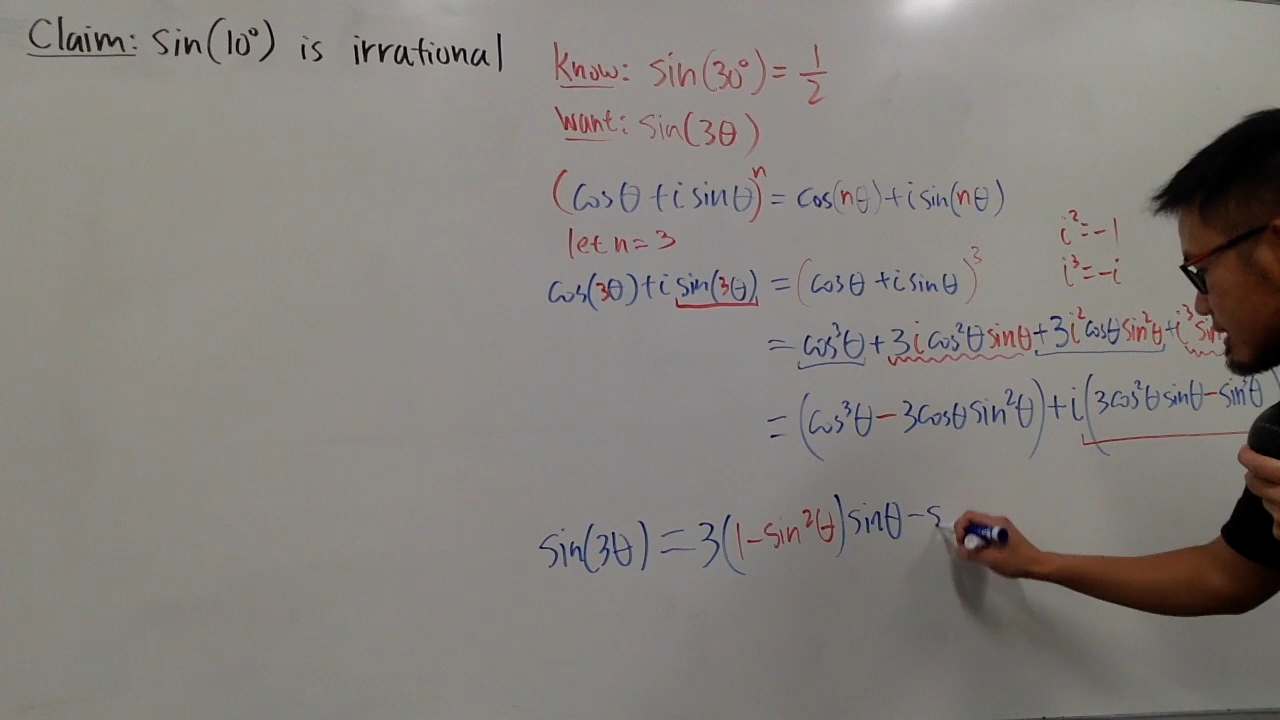 Claim: sin(10°) is irrational
Know: sin(30°) = 1/2
Want: sin(3θ)
(cosθ + i sinθ)ⁿ = cos(nθ) + i sin(nθ)
let n = 3
i² = -1
i³ = -i
cos(3θ) + i sin(3θ) = (cosθ + i sinθ)³
= cos³θ + 3i cos²θ sinθ + 3i² cosθ sin²θ + i³ sin
= (cos³θ - 3cosθ sin²θ) + i(3cos²θ sinθ - sin³θ)
sin(3θ) = 3(1 - sin²θ) sinθ - s